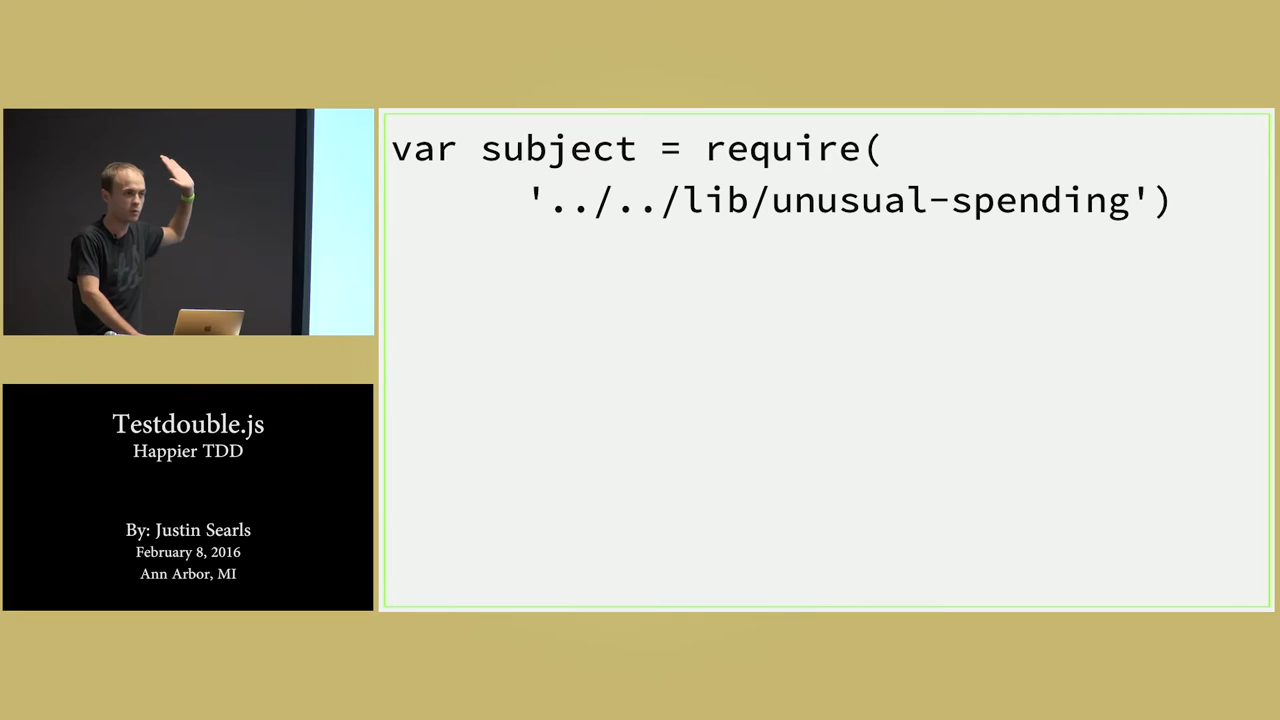 var subject = require(
'../../lib/unusual-spending')
Testdouble.js
Happier TDD
By: Justin Searls
February 8, 2016
Ann Arbor, MI